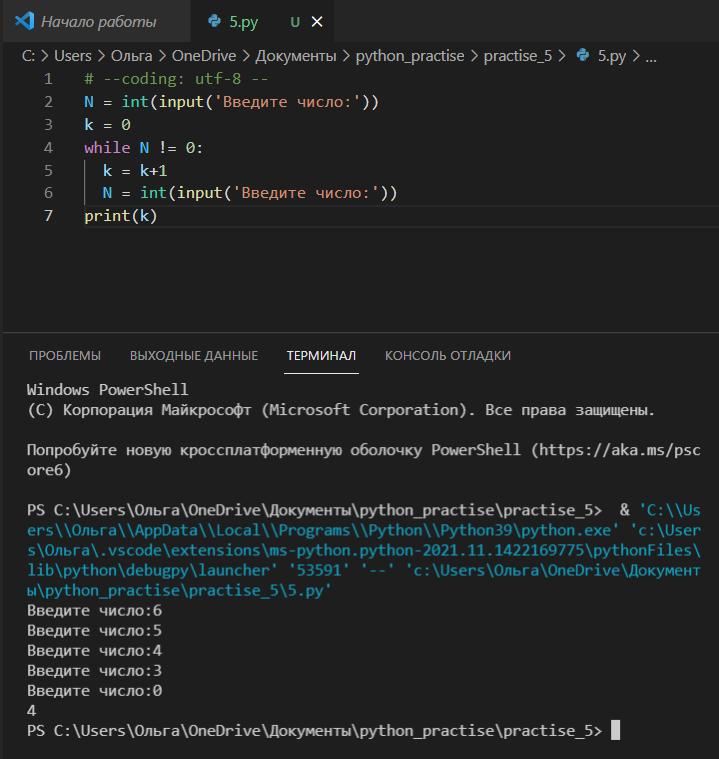 Начало работы 5.py U
C: > Users > Ольга > OneDrive > Документы > python_practise > practise_5 > 5.py > ...
1 # --coding: utf-8 --
2 N = int(input('Введите число:'))
3 k = 0
4 while N != 0:
5 k = k+1
6 N = int(input('Введите число:'))
7 print(k)
ПРОБЛЕМЫ ВЫХОДНЫЕ ДАННЫЕ ТЕРМИНАЛ КОНСОЛЬ ОТЛАДКИ
Windows PowerShell
(C) Корпорация Майкрософт (Microsoft Corporation). Все права защищены.
Попробуйте новую кроссплатформенную оболочку PowerShell (https://aka.ms/psc
ore6)
PS C:\Users\Ольга\OneDrive\Документы\python_practise\practise_5> & 'C:\\Us
ers\\Ольга\\AppData\\Local\\Programs\\Python\\Python39\python.exe' 'c:\User
s\Ольга\.vscode\extensions\ms-python.python-2021.11.1422169775\pythonFiles\
lib\python\debugpy\launcher' '53591' '--' 'c:\Users\Ольга\OneDrive\Документ
ы\python_practise\practise_5\5.py'
Введите число:6
Введите число:5
Введите число:4
Введите число:3
Введите число:0
4
PS C:\Users\Ольга\OneDrive\Документы\python_practise\practise_5>